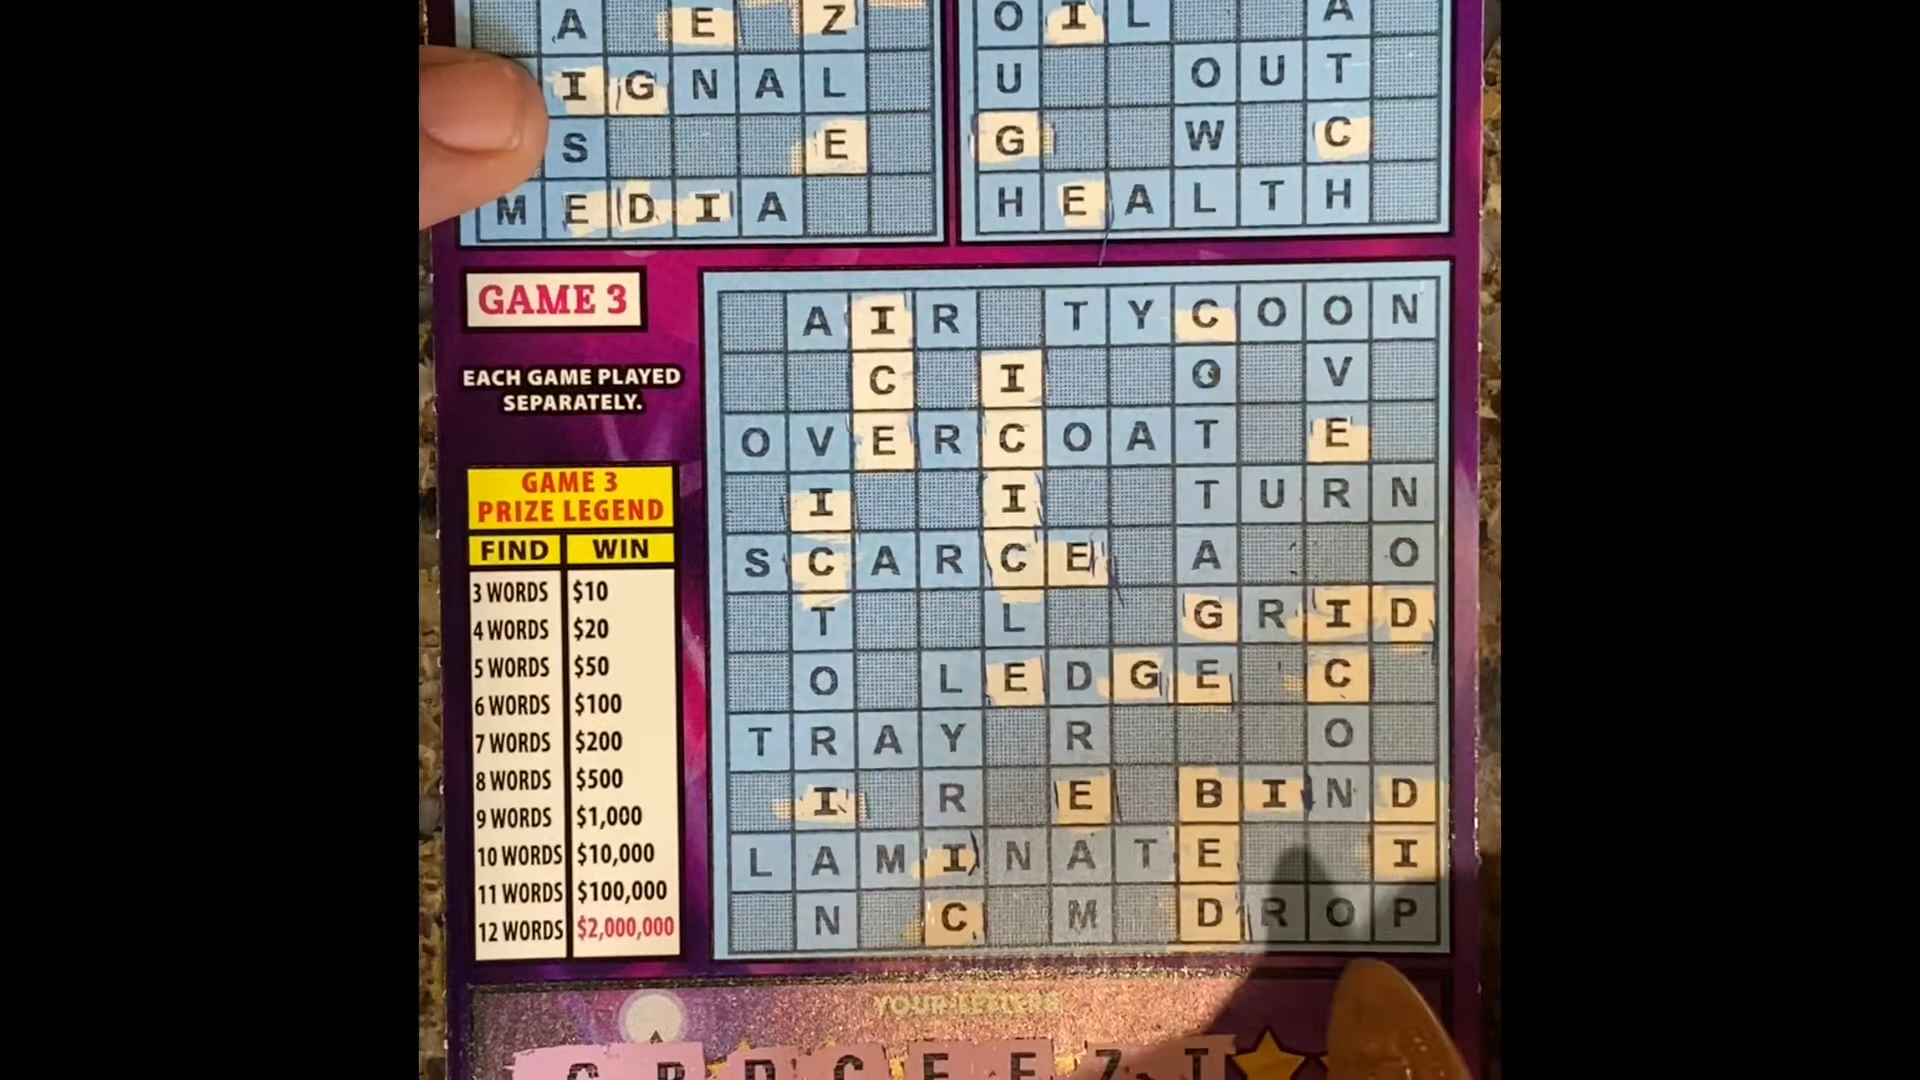 A E Z
I G N A L
S E
M E D I A
O I L A
U O U T
G W C
H E A L T H
GAME 3
EACH GAME PLAYED
SEPARATELY.
GAME 3
PRIZE LEGEND
FIND WIN
3 WORDS $10
4 WORDS $20
5 WORDS $50
6 WORDS $100
7 WORDS $200
8 WORDS $500
9 WORDS $1,000
10 WORDS $10,000
11 WORDS $100,000
12 WORDS $2,000,000
A I R T Y C O O N
C I O V
O V E R C O A T E
I I T U R N
S C A R C E A O
T L G R I D
O L E D G E C
T R A Y R O
I R E B I N D
L A M I N A T E I
N C M D R O P
YOUR LETTERS